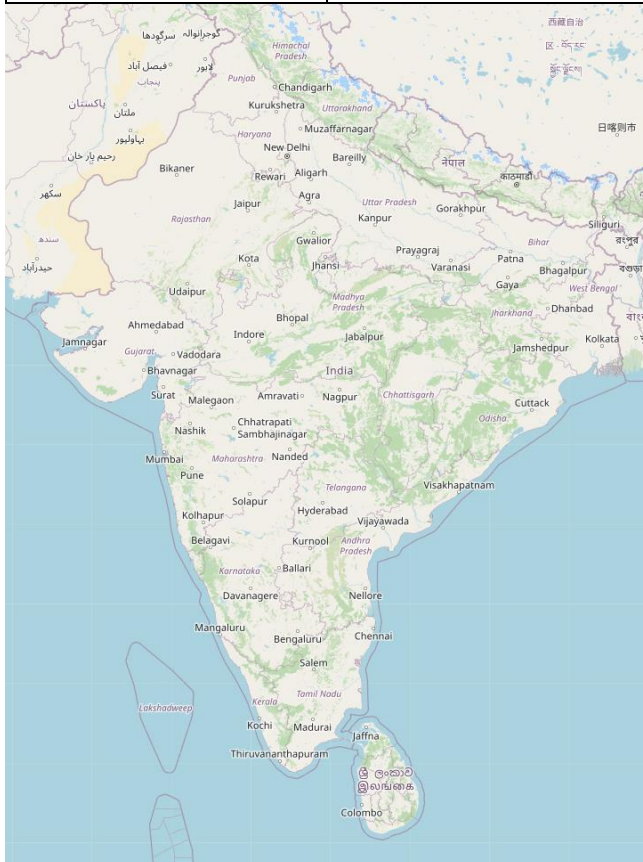 西藏自治
گوجرانوالہ
سرگودھا
Himachal
Pradesh
区 - བོད་རང་
སྐྱོང་ལྗོངས།
فیصل آباد
لاہور
پنجاب
Punjab
Chandigarh
پاکستان
ملتان
Kurukshetra
Uttarakhand
日喀则市
Haryana
Muzaffarnagar
بہاولپور
New Delhi
رحیم یار خان
Bareilly
नेपाल
Bikaner
Rewari
Aligarh
काठमाडौं
سکھر
Agra
Jaipur
Uttar Pradesh
Gorakhpur
Rajasthan
Kanpur
Siliguri
سندھ
Gwalior
Bihar
রংপুর
Kota
Jhansi
Prayagraj
Patna
حیدرآباد
Varanasi
Bhagalpur
বগুড়া
Gaya
Udaipur
West Bengal
Madhya
Pradesh
Dhanbad
Jharkhand
Bhopal
Ahmedabad
Indore
Jabalpur
Kolkata
Jamnagar
Jamshedpur
Gujarat
Vadodara
Bhavnagar
India
Surat
Amravati
Nagpur
Chhattisgarh
Malegaon
Cuttack
Chhatrapati
Sambhajinagar
Odisha
Nashik
Mumbai
Maharashtra
Nanded
Pune
Visakhapatnam
Telangana
Solapur
Hyderabad
Kolhapur
Vijayawada
Belagavi
Kurnool
Andhra
Pradesh
Karnataka
Ballari
Davanagere
Nellore
Mangaluru
Bengaluru
Chennai
Salem
Lakshadweep
Kerala
Tamil Nadu
Kochi
Madurai
Jaffna
Thiruvananthapuram
ශ්‍රී ලංකාව
இலங்கை
Colombo